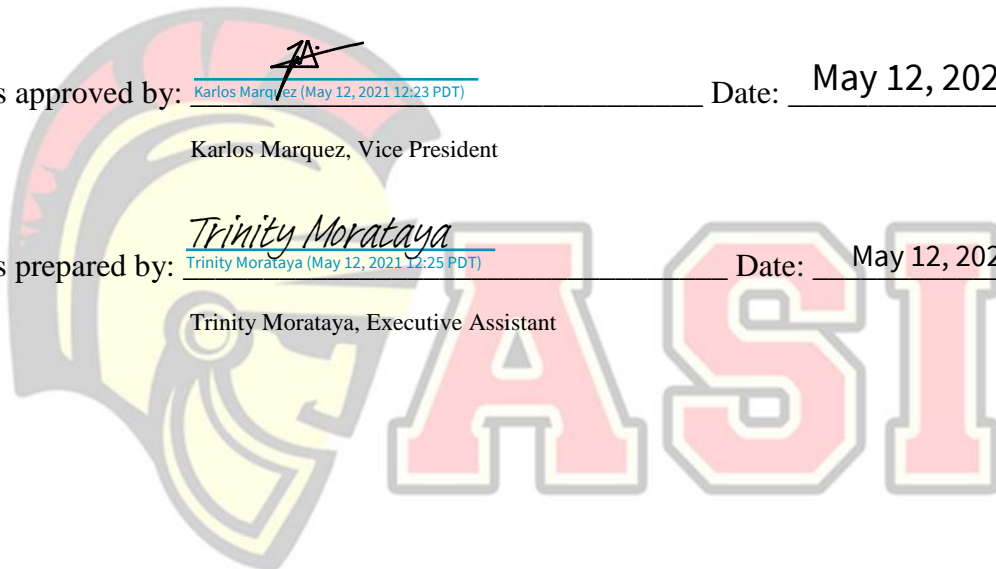 s approved by: Karlos Marquez (May 12, 2021 12:23 PDT) Date: May 12, 202
Karlos Marquez, Vice President
Trinity Morataya
s prepared by: Trinity Morataya (May 12, 2021 12:25 PDT) Date: May 12, 202
Trinity Morataya, Executive Assistant
ASI